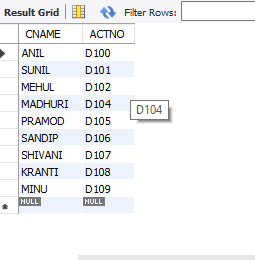 Result Grid Filter Rows:
CNAME ACTNO
ANIL D100
SUNIL D101
MEHUL D102
MADHURI D104 D104
PRAMOD D105
SANDIP D106
SHIVANI D107
KRANTI D108
MINU D109
NULL NULL